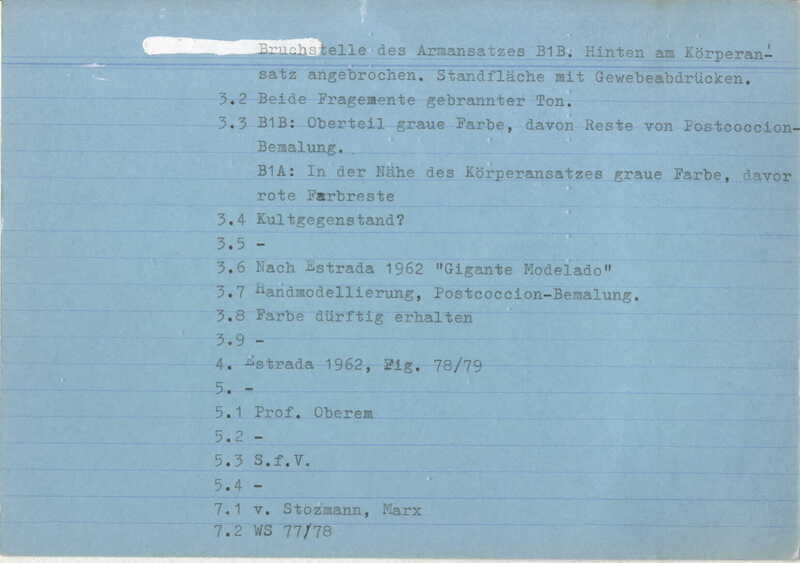 Bruchstelle des Armansatzes B1B. Hinten am Körperan-
satz angebrochen. Standfläche mit Gewebeabdrücken.
3.2 Beide Fragemente gebrannter Ton.
3.3 B1B: Oberteil graue Farbe, davon Reste von Postcoccion-
Bemalung.
B1A: In der Nähe des Körperansatzes graue Farbe, davor
rote Farbreste
3.4 Kultgegenstand?
3.5 -
3.6 Nach Estrada 1962 "Gigante Modelado"
3.7 Handmodellierung, Postcoccion-Bemalung.
3.8 Farbe dürftig erhalten
3.9 -
4. Estrada 1962, Fig. 78/79
5. -
5.1 Prof. Oberem
5.2 -
5.3 S.f.V.
5.4 -
7.1 v. Stozmann, Marx
7.2 WS 77/78